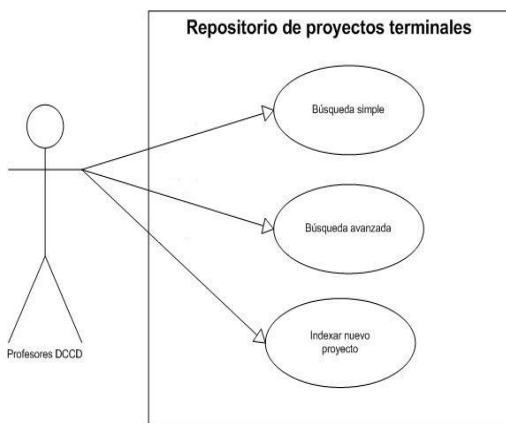 Repositorio de proyectos terminales
Búsqueda simple
Búsqueda avanzada
Indexar nuevo
proyecto
Profesores DCCD